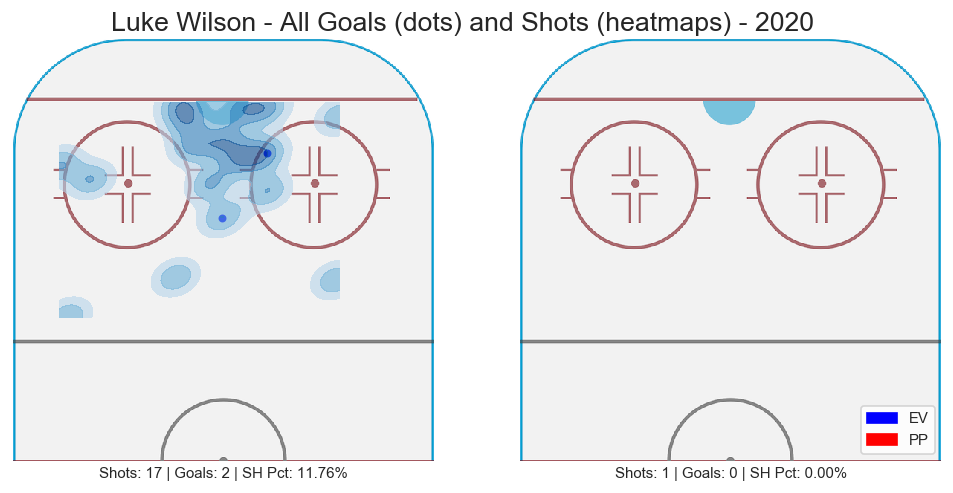 Luke Wilson - All Goals (dots) and Shots (heatmaps) - 2020
EV
PP
Shots: 17 | Goals: 2 | SH Pct: 11.76%
Shots: 1 | Goals: 0 | SH Pct: 0.00%